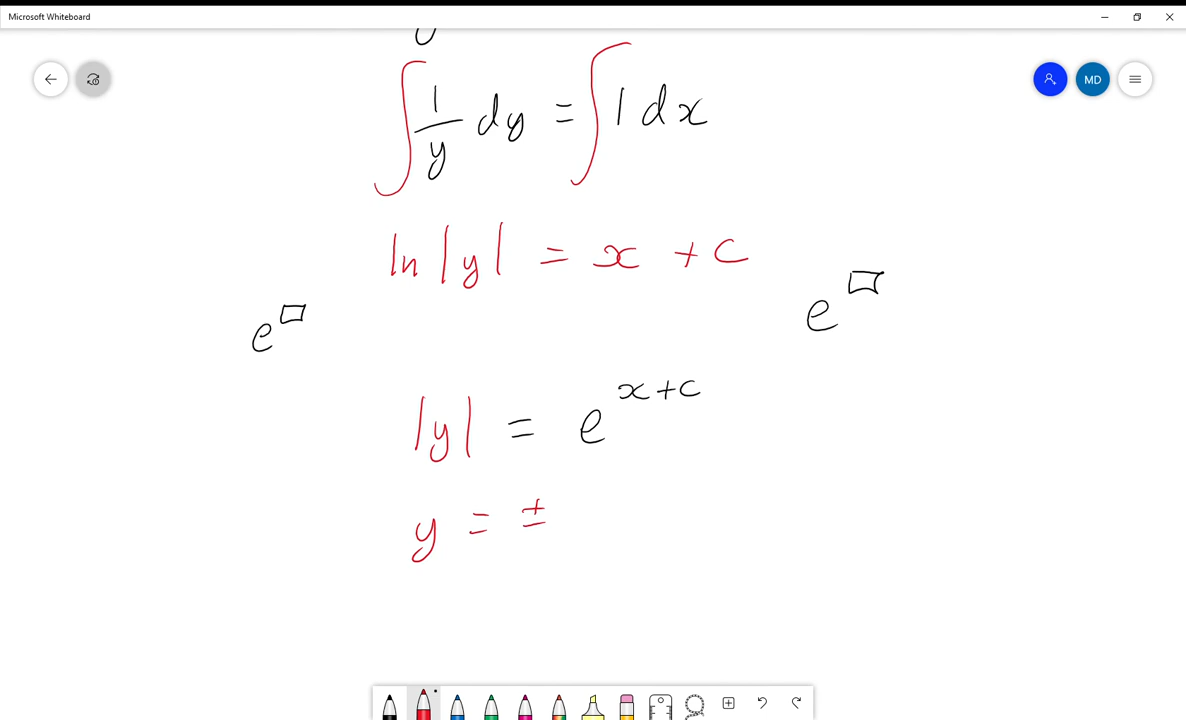 Microsoft Whiteboard
MD
∫ 1/y dy = ∫ 1 dx
ln |y| = x + c
e^□ e^□
|y| = e^(x+c)
y = ±